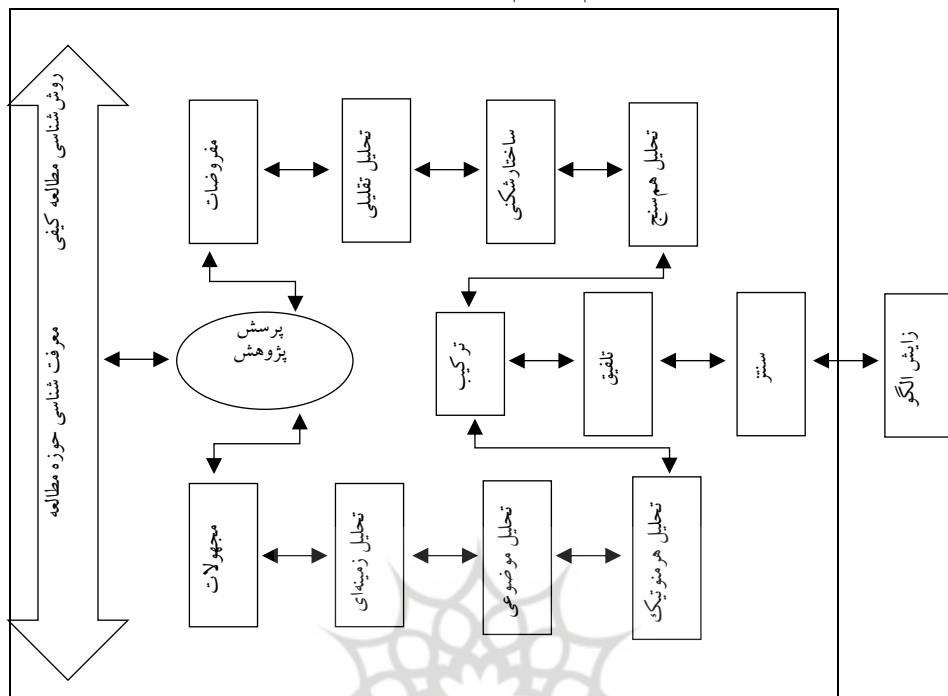 روش‌شناسی مطالعه کیفی
معرفت شناسی حوزه مطالعه
مفروضات
تحلیل تقلیلی
ساختارشکنی
تحلیل هم‌سنج
پرسش
پژوهش
ترکیب
تلفیق
سنتز
زایش الگو
مجهولات
تحلیل زمینه‌ای
تحلیل موضوعی
تحلیل هرمنوتیک